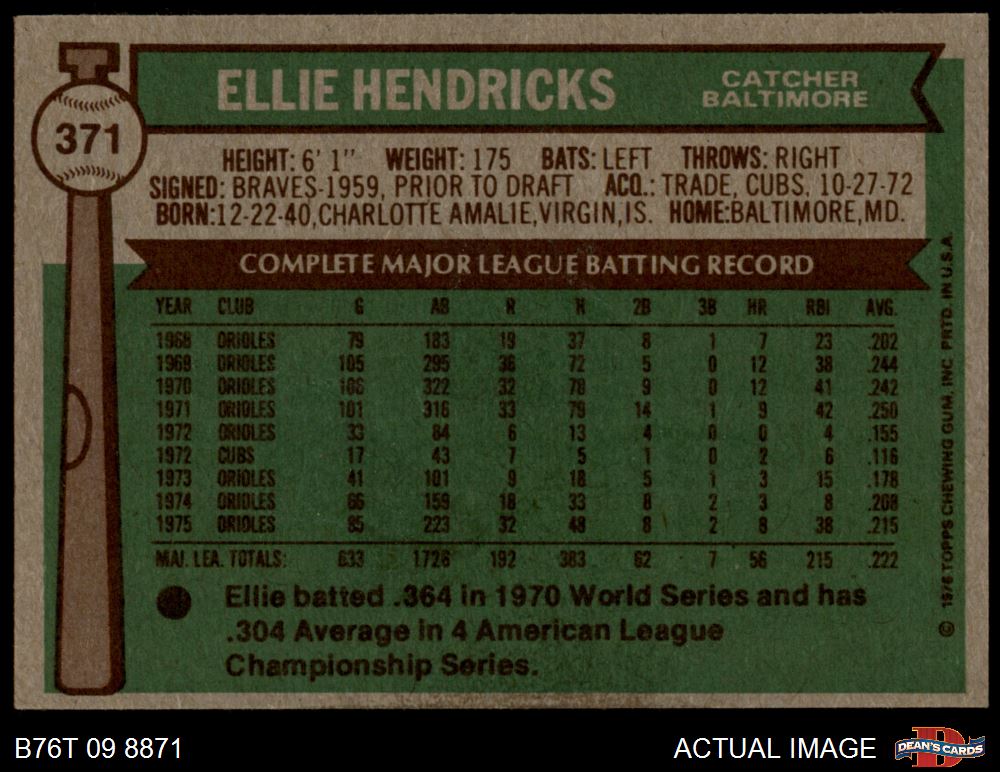 ELLIE HENDRICKS
CATCHER
BALTIMORE
371
HEIGHT: 6' 1" WEIGHT: 175 BATS: LEFT THROWS: RIGHT
SIGNED: BRAVES-1959, PRIOR TO DRAFT ACQ.: TRADE, CUBS, 10-27-72
BORN:12-22-40,CHARLOTTE AMALIE,VIRGIN,IS. HOME:BALTIMORE,MD.
COMPLETE MAJOR LEAGUE BATTING RECORD
YEAR CLUB G AB R H 2B 3B HR RBI AVG.
1968 ORIOLES 79 183 19 37 8 1 7 23 .202
1969 ORIOLES 105 295 36 72 5 0 12 38 .244
1970 ORIOLES 106 322 32 78 9 0 12 41 .242
1971 ORIOLES 101 316 33 79 14 1 9 42 .250
1972 ORIOLES 33 84 6 13 4 0 0 4 .155
1972 CUBS 17 43 7 5 1 0 2 6 .116
1973 ORIOLES 41 101 9 18 5 1 3 15 .178
1974 ORIOLES 66 159 18 33 8 2 3 8 .208
1975 ORIOLES 85 223 32 48 8 2 8 38 .215
MAJ. LEA. TOTALS: 633 1726 192 383 62 7 56 215 .222
Ellie batted .364 in 1970 World Series and has
.304 Average in 4 American League
Championship Series.
© 1976 TOPPS CHEWING GUM, INC. PRTD. IN U.S.A.
B76T 09 8871
ACTUAL IMAGE
D
DEAN'S CARDS